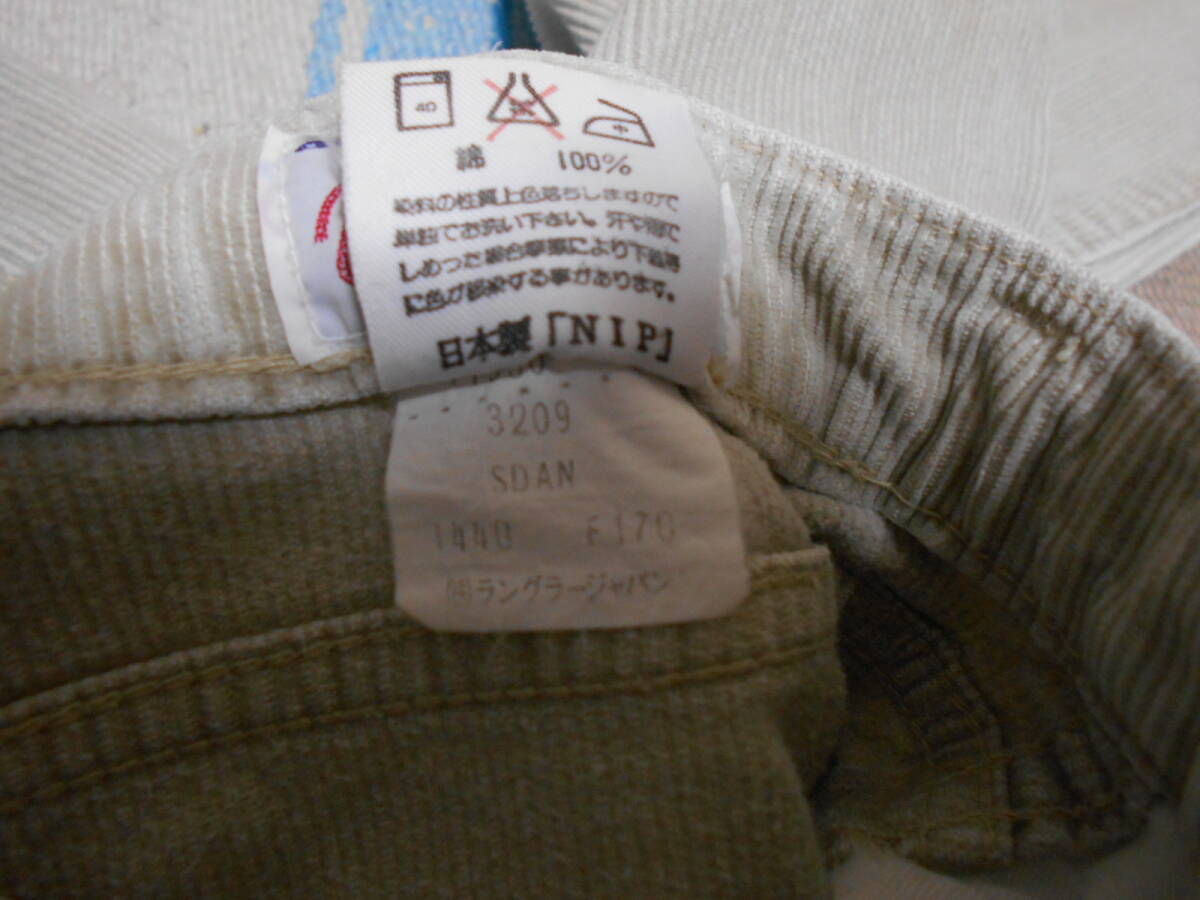 40
中
綿 100%
染料の性質上色落ちしますので
単独でお洗い下さい。汗や雨で
しめった場合摩擦により下着等
に色が移染する事があります。
日本製「NIP」
3209
SDAN
1440 F170
㈱ラングラージャパン